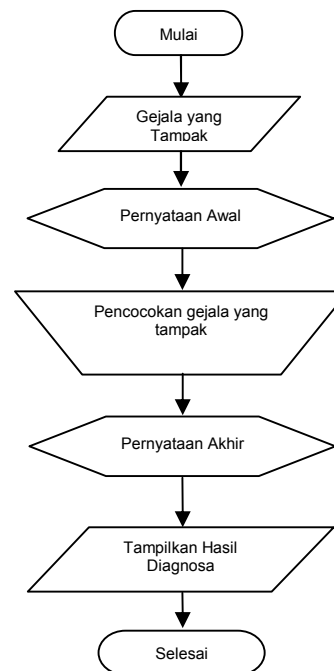 Mulai
Gejala yang
Tampak
Pernyataan Awal
Pencocokan gejala yang
tampak
Pernyataan Akhir
Tampilkan Hasil
Diagnosa
Selesai